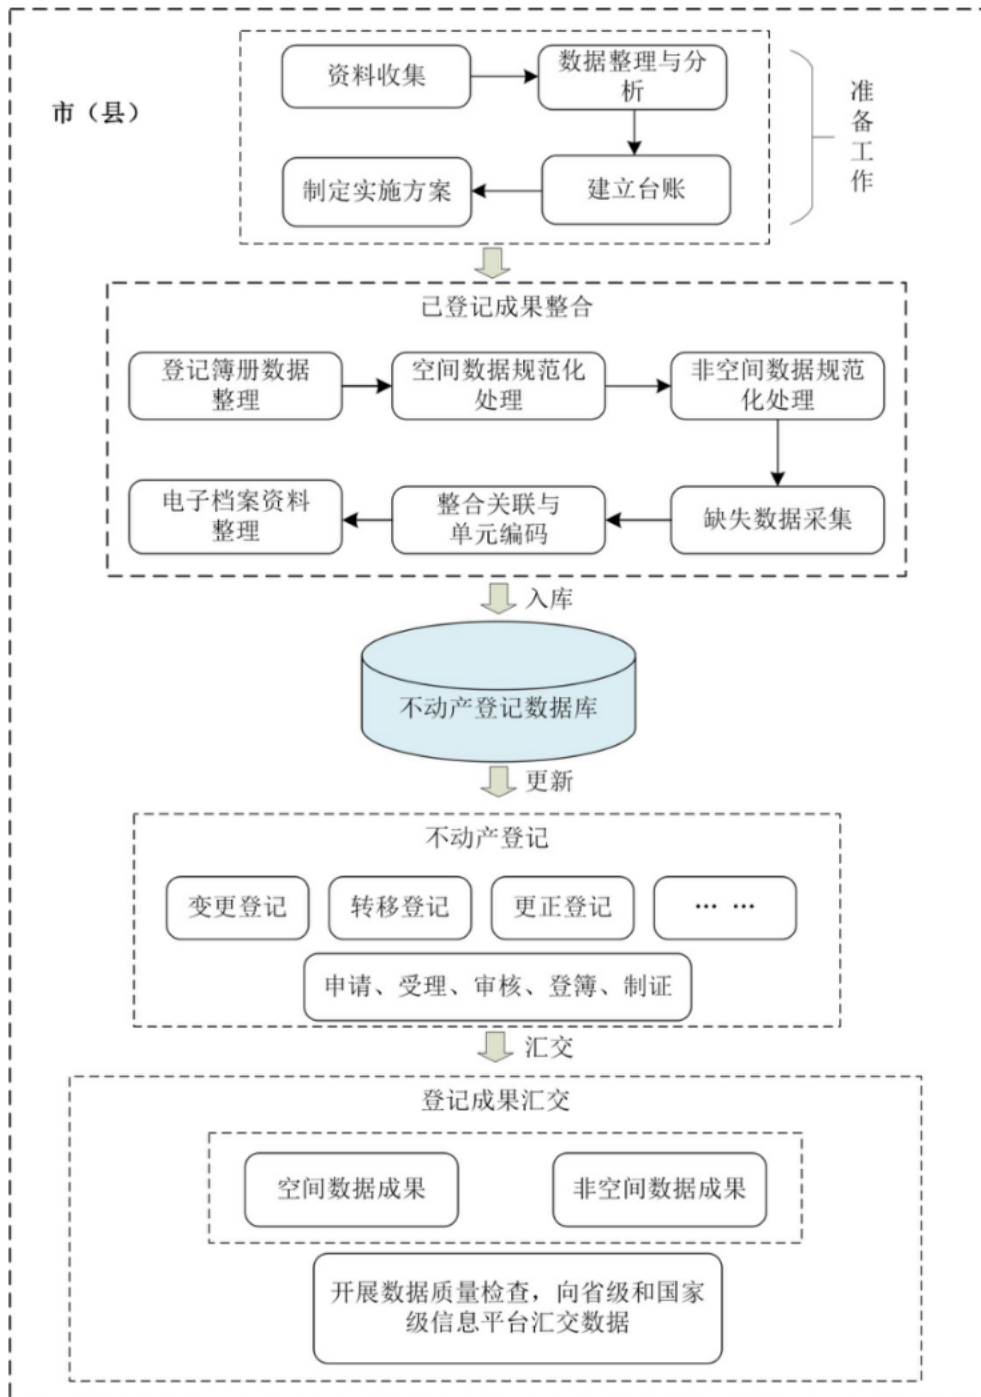 市（县）
资料收集
数据整理与分
析
建立台账
制定实施方案
准
备
工
作
已登记成果整合
登记簿册数据
整理
空间数据规范化
处理
非空间数据规范
化处理
缺失数据采集
整合关联与
单元编码
电子档案资料
整理
入库
不动产登记数据库
更新
不动产登记
变更登记
转移登记
更正登记
… …
申请、受理、审核、登簿、制证
汇交
登记成果汇交
空间数据成果
非空间数据成果
开展数据质量检查，向省级和国家
级信息平台汇交数据